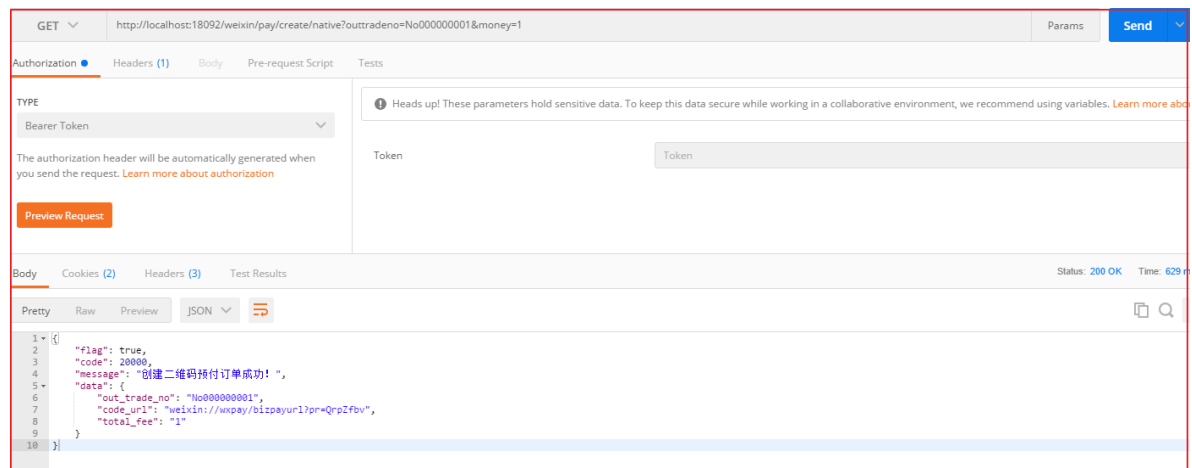 GET http://localhost:18092/weixin/pay/create/native?outtradeno=No000000001&money=1 Params Send
Authorization Headers (1) Body Pre-request Script Tests
TYPE
Heads up! These parameters hold sensitive data. To keep this data secure while working in a collaborative environment, we recommend using variables. Learn more abo
Bearer Token
The authorization header will be automatically generated when
you send the request. Learn more about authorization
Token Token
Preview Request
Body Cookies (2) Headers (3) Test Results Status: 200 OK Time: 629 m
Pretty Raw Preview JSON
1 {
2 "flag": true,
3 "code": 20000,
4 "message": "创建二维码预付订单成功！",
5 "data": {
6 "out_trade_no": "No000000001",
7 "code_url": "weixin://wxpay/bizpayurl?pr=QrpZfbv",
8 "total_fee": "1"
9 }
10 }